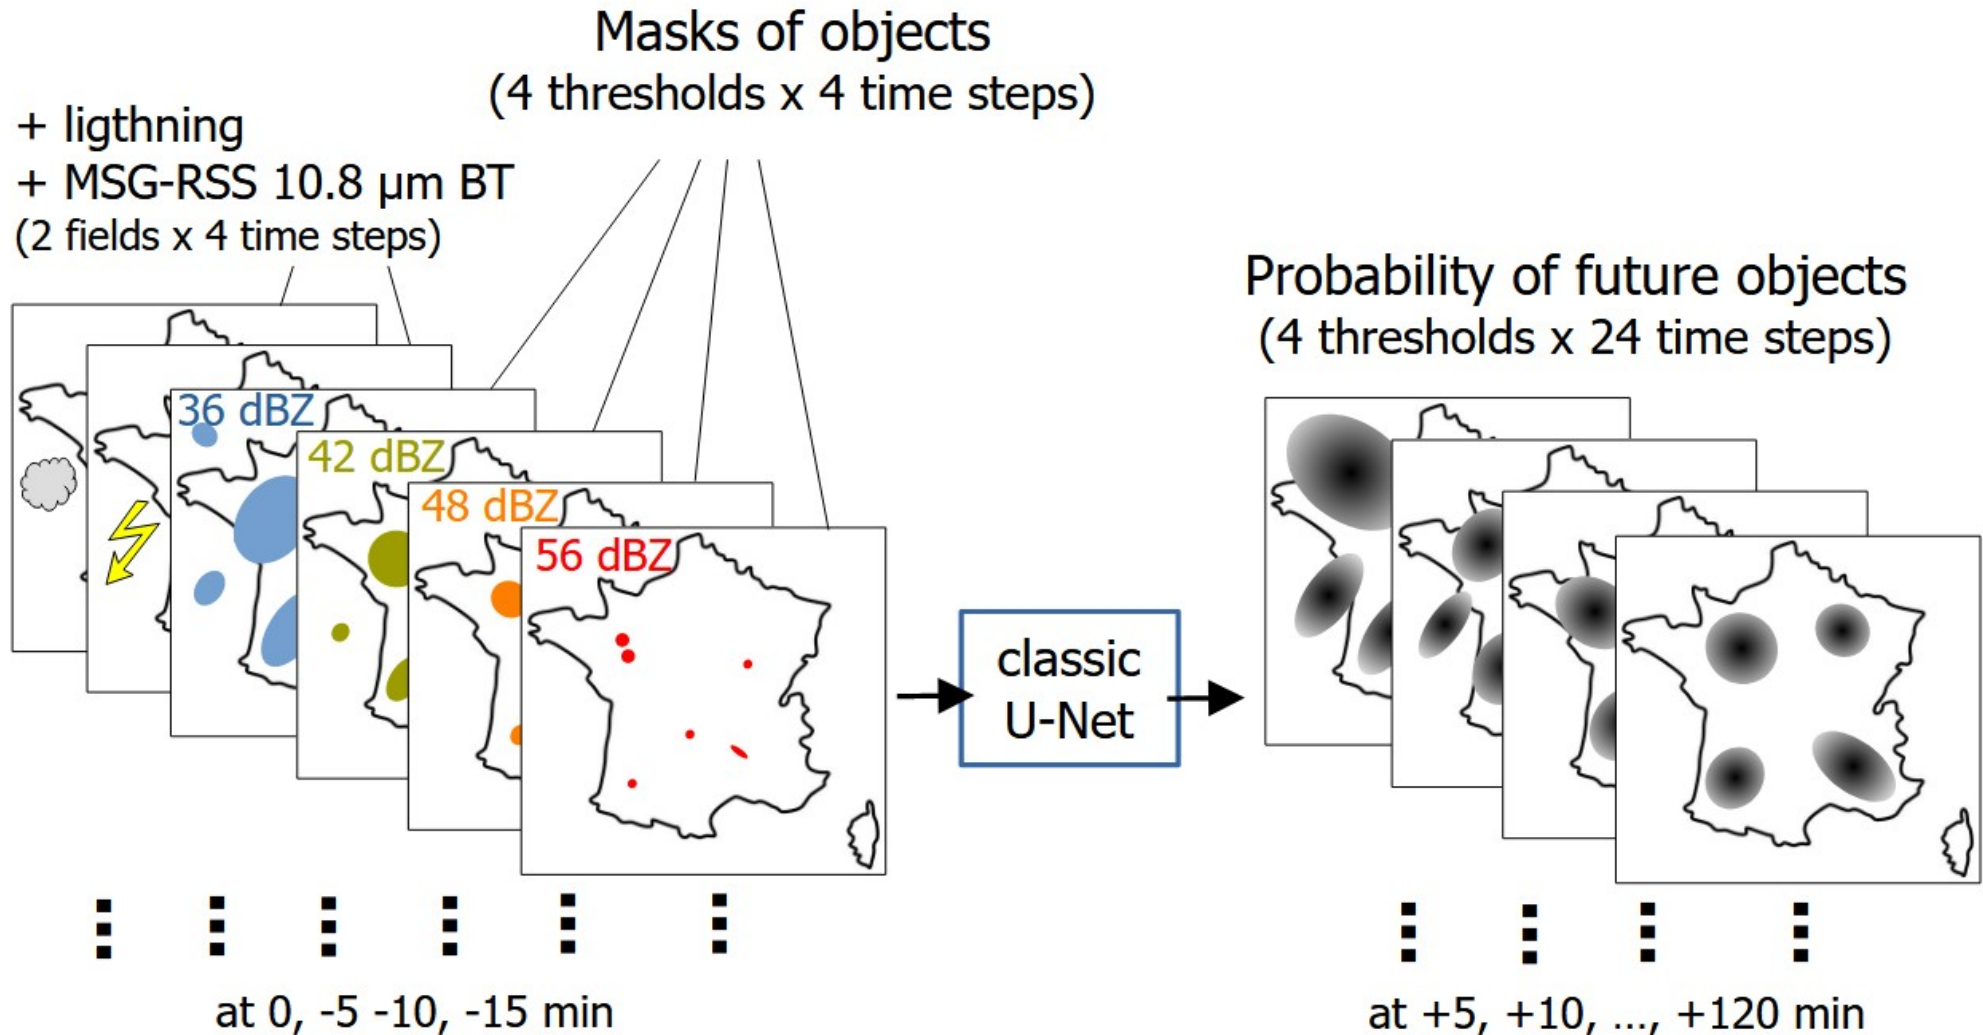 Masks of objects
(4 thresholds x 4 time steps)
+ ligthning
+ MSG-RSS 10.8 µm BT
(2 fields x 4 time steps)
36 dBZ
42 dBZ
48 dBZ
56 dBZ
at 0, -5 -10, -15 min
classic
U-Net
Probability of future objects
(4 thresholds x 24 time steps)
at +5, +10, ..., +120 min